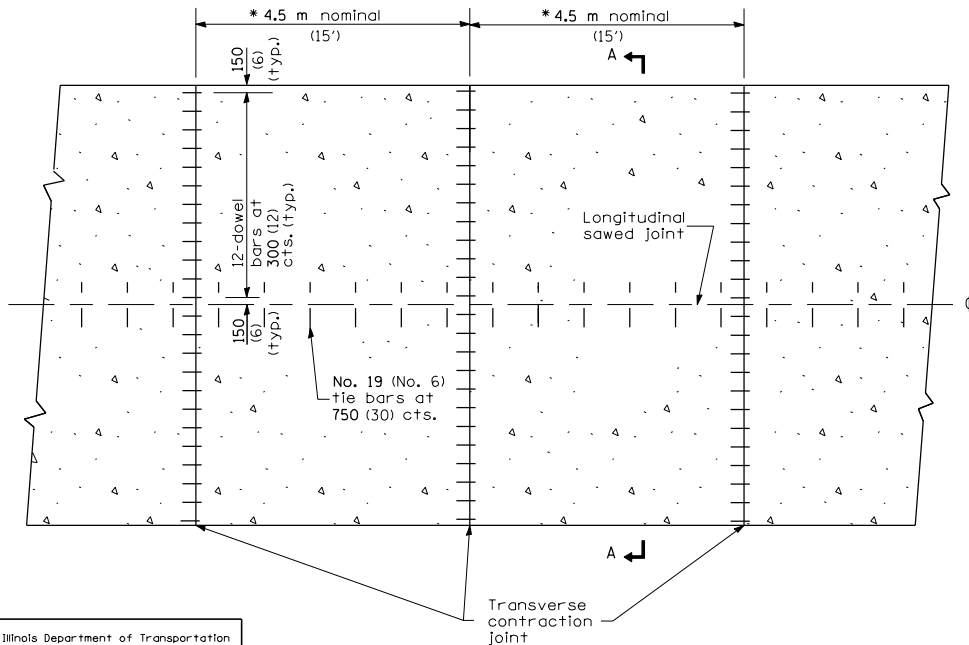 * 4.5 m nominal
(15')
* 4.5 m nominal
(15')
A
150
(6)
(typ.)
12-dowel
bars at
300 (12)
cts. (typ.)
Longitudinal
sawed joint
150
(6)
(typ.)
No. 19 (No. 6)
tie bars at
750 (30) cts.
A
Transverse
contraction
joint
Illinois Department of Transportation